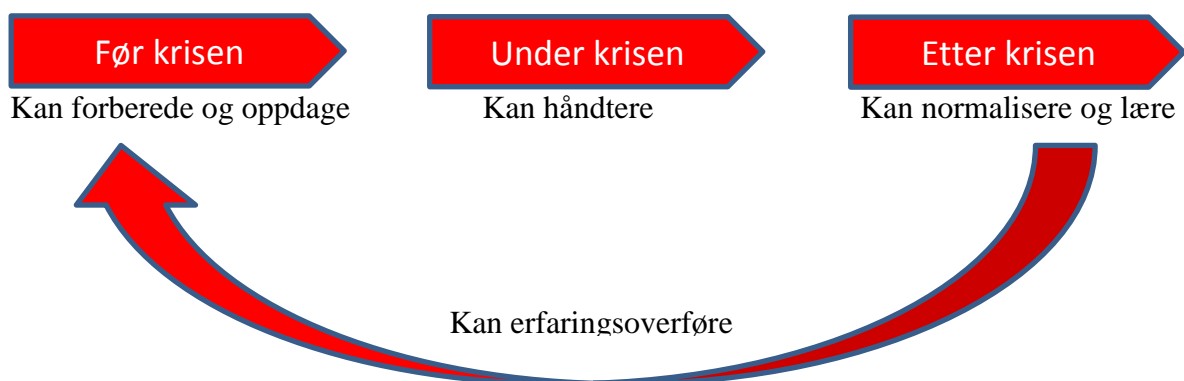 Før krisen
Under krisen
Etter krisen
Kan forberede og oppdage
Kan håndtere
Kan normalisere og lære
Kan erfaringsoverføre